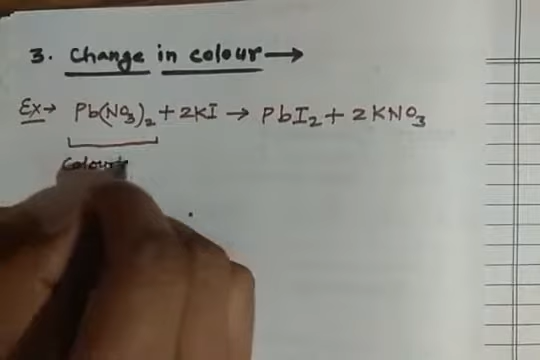 3. Change in colour→
Ex→ Pb(NO₃)₂ + 2KI → PbI₂ + 2KNO₃